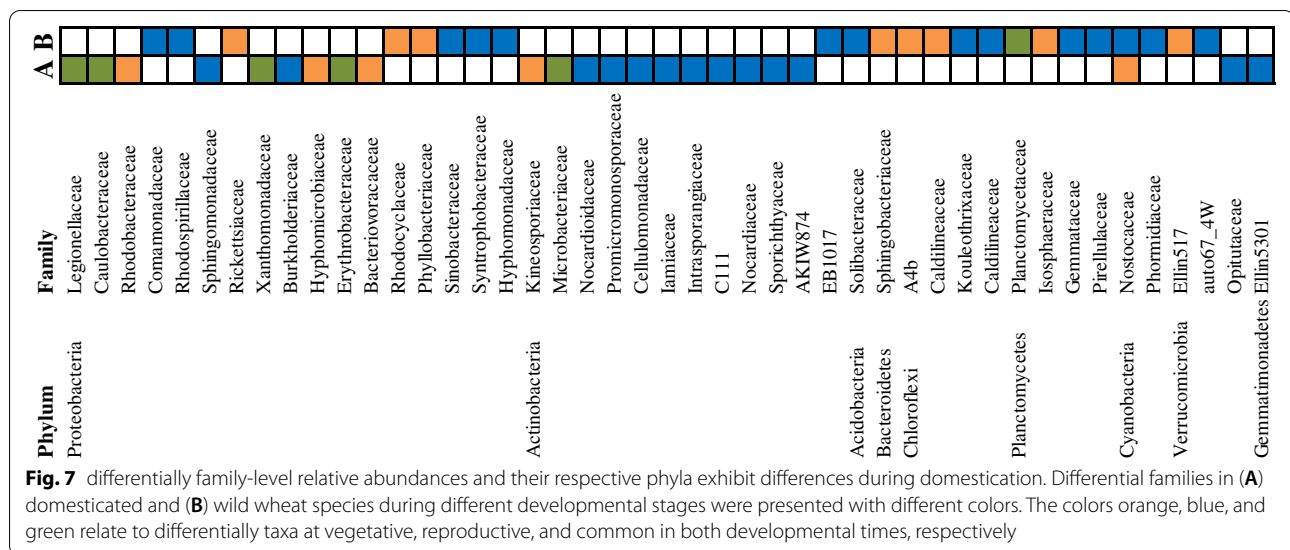 B
A
Family
Legionellaceae
Caulobacteraceae
Rhodobacteraceae
Comamonadaceae
Rhodospirillaceae
Sphingomonadaceae
Rickettsiaceae
Xanthomonadaceae
Burkholderiaceae
Hyphomicrobiaceae
Erythrobacteraceae
Bacteriovoracaceae
Rhodocyclaceae
Phyllobacteriaceae
Sinobacteraceae
Syntrophobacteraceae
Hyphomonadaceae
Kineosporiaceae
Microbacteriaceae
Nocardioidaceae
Promicromonosporaceae
Cellulomonadaceae
Iamiaceae
Intrasporangiaceae
C111
Nocardiaceae
Sporichthyaceae
AKIW874
EB1017
Solibacteraceae
Sphingobacteriaceae
A4b
Caldilineaceae
Kouleothrixaceae
Caldilineaceae
Planctomycetaceae
Isosphaeraceae
Gemmataceae
Pirellulaceae
Nostocaceae
Phormidiaceae
Ellin517
auto67_4W
Opitutaceae
Ellin5301
Phylum
Proteobacteria
Actinobacteria
Acidobacteria
Bacteroidetes
Chloroflexi
Planctomycetes
Cyanobacteria
Verrucomicrobia
Gemmatimonadetes
Fig. 7 differentially family-level relative abundances and their respective phyla exhibit differences during domestication. Differential families in (A)
domesticated and (B) wild wheat species during different developmental stages were presented with different colors. The colors orange, blue, and
green relate to differentially taxa at vegetative, reproductive, and common in both developmental times, respectively